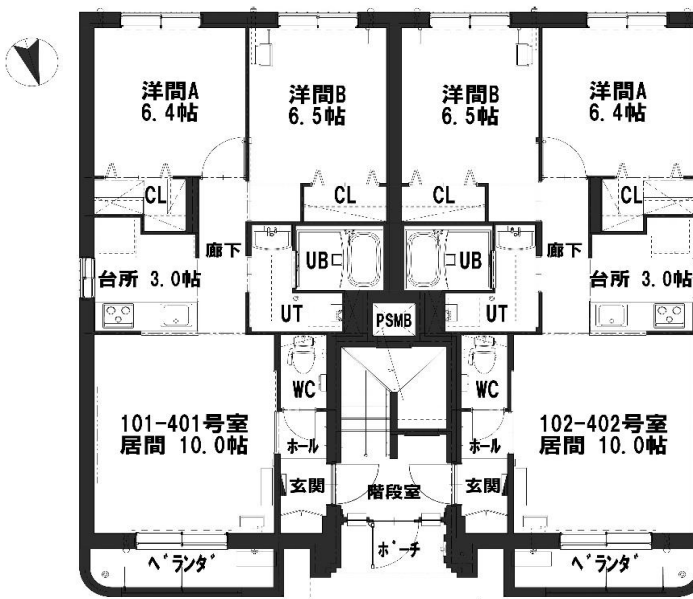 洋間A
6.4帖
洋間B
6.5帖
洋間B
6.5帖
洋間A
6.4帖
CL
CL
CL
CL
廊下
UB
UB
廊下
台所 3.0帖
台所 3.0帖
UT
UT
PSMB
WC
WC
101-401号室
居間 10.0帖
102-402号室
居間 10.0帖
ホール
ホール
玄関
階段室
玄関
ポーチ
ベランダ
ベランダ